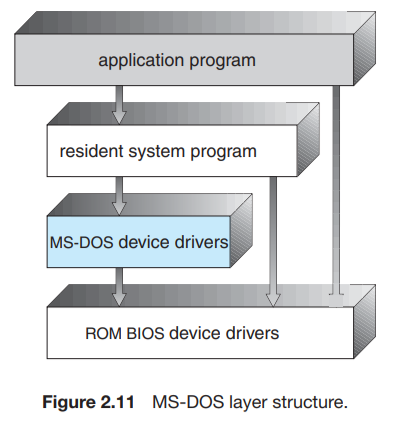 application program
resident system program
MS-DOS device drivers
ROM BIOS device drivers
Figure 2.11 MS-DOS layer structure.